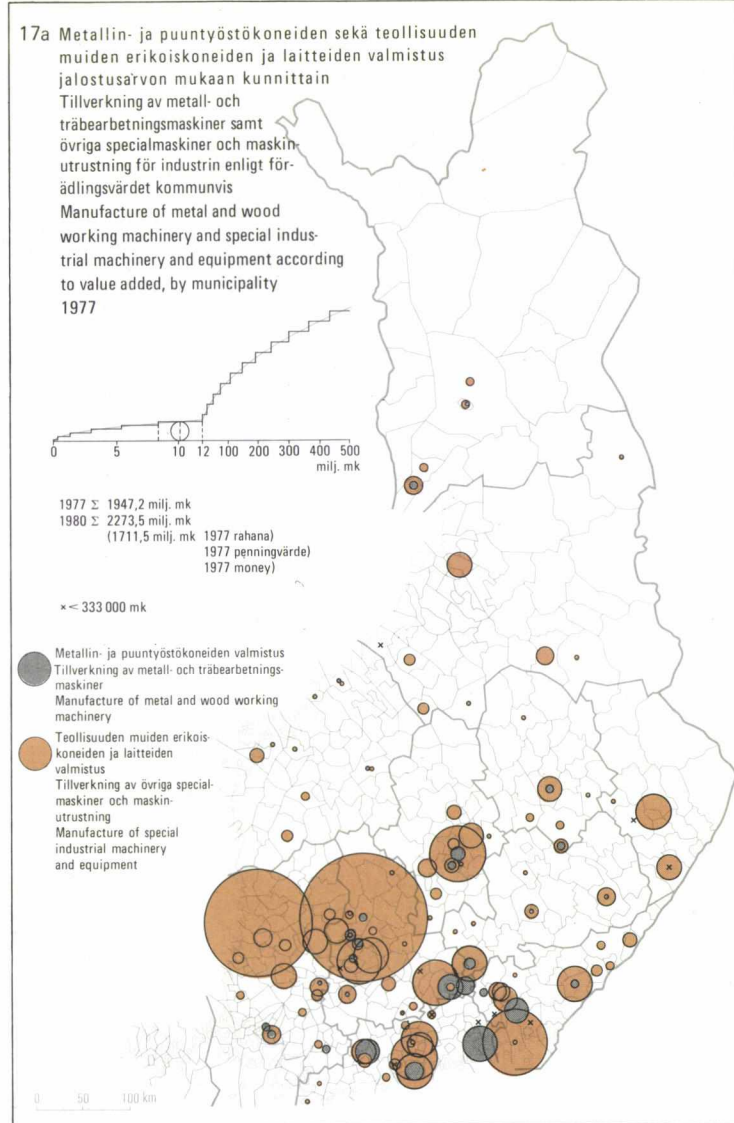 17a Metallin- ja puuntyöstökoneiden sekä teollisuuden
muiden erikoiskoneiden ja laitteiden valmistus
jalostusarvon mukaan kunnittain
Tillverkning av metall- och
träbearbetningsmaskiner samt
övriga specialmaskiner och maskin-
utrustning för industrin enligt för-
ädlingsvärdet kommunvis
Manufacture of metal and wood
working machinery and special indus-
trial machinery and equipment according
to value added, by municipality
1977
0 5 10 12 100 200 300 400 500
milj. mk
1977 Σ 1947,2 milj. mk
1980 Σ 2273,5 milj. mk
(1711,5 milj. mk 1977 rahana)
1977 penningvärde)
1977 money)
× < 333 000 mk
Metallin- ja puuntyöstökoneiden valmistus
Tillverkning av metall- och träbearbetnings-
maskiner
Manufacture of metal and wood working
machinery
Teollisuuden muiden erikois-
koneiden ja laitteiden
valmistus
Tillverkning av övriga special-
maskiner och maskin-
utrustning
Manufacture of special
industrial machinery
and equipment
0 50 100 km